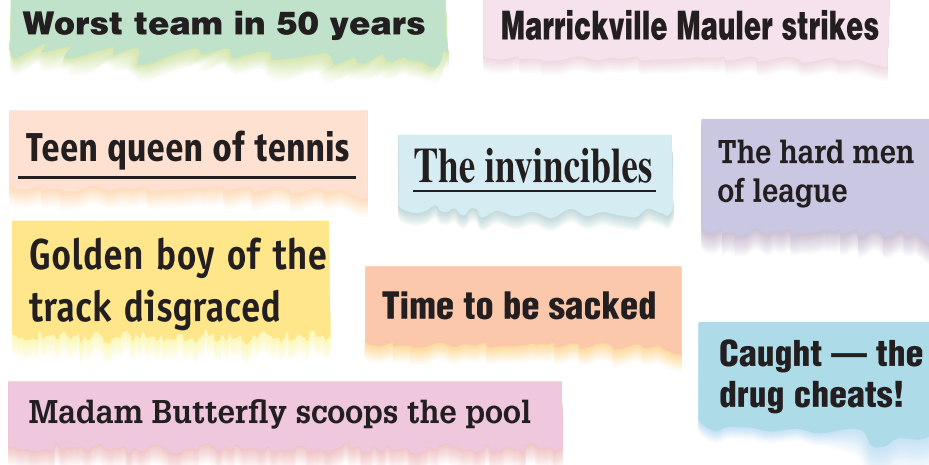 Worst team in 50 years
Marrickville Mauler strikes
Teen queen of tennis
The invincibles
The hard men
of league
Golden boy of the
track disgraced
Time to be sacked
Caught — the
drug cheats!
Madam Butterfly scoops the pool